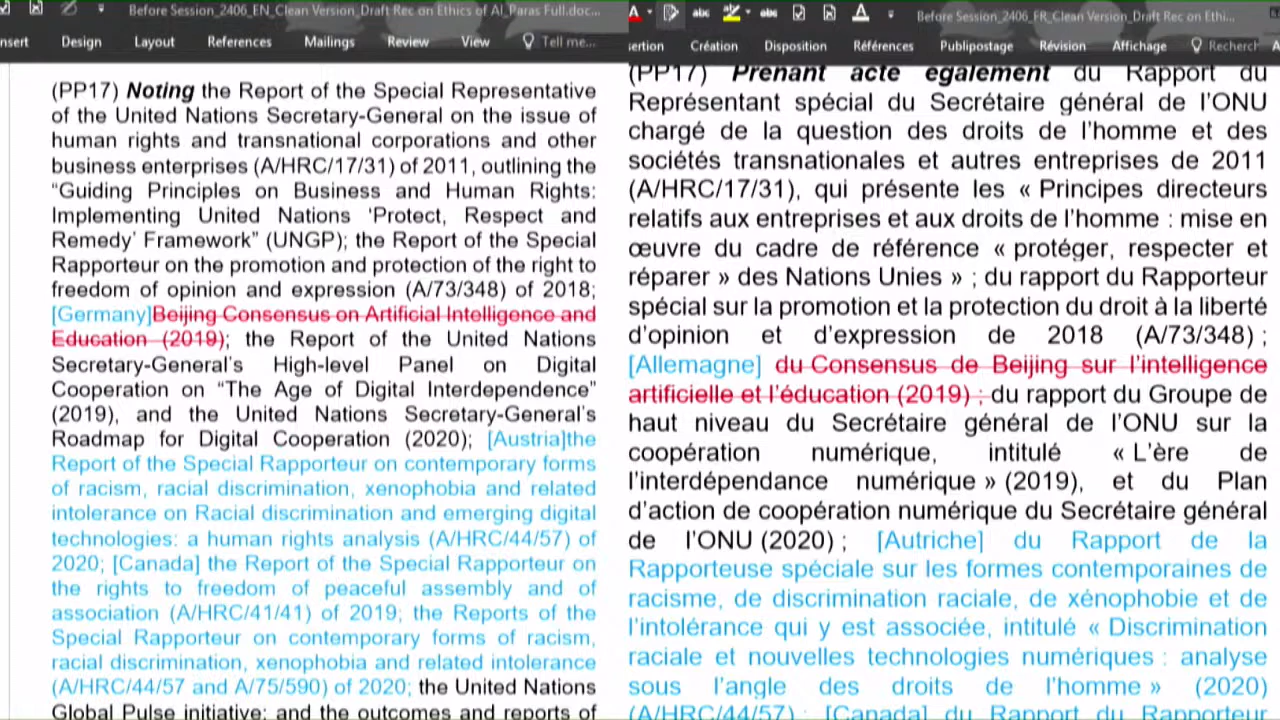 Before Session_2406_EN_Clean Version_Draft Rec on Ethics of AI_Paras Full.doc...
nsert Design Layout References Mailings Review View Tell me...
(PP17) Noting the Report of the Special Representative
of the United Nations Secretary-General on the issue of
human rights and transnational corporations and other
business enterprises (A/HRC/17/31) of 2011, outlining the
“Guiding Principles on Business and Human Rights:
Implementing United Nations ‘Protect, Respect and
Remedy’ Framework” (UNGP); the Report of the Special
Rapporteur on the promotion and protection of the right to
freedom of opinion and expression (A/73/348) of 2018;
[Germany]Beijing Consensus on Artificial Intelligence and
Education (2019); the Report of the United Nations
Secretary-General’s High-level Panel on Digital
Cooperation on “The Age of Digital Interdependence”
(2019), and the United Nations Secretary-General’s
Roadmap for Digital Cooperation (2020); [Austria]the
Report of the Special Rapporteur on contemporary forms
of racism, racial discrimination, xenophobia and related
intolerance on Racial discrimination and emerging digital
technologies: a human rights analysis (A/HRC/44/57) of
2020; [Canada] the Report of the Special Rapporteur on
the rights to freedom of peaceful assembly and of
association (A/HRC/41/41) of 2019; the Reports of the
Special Rapporteur on contemporary forms of racism,
racial discrimination, xenophobia and related intolerance
(A/HRC/44/57 and A/75/590) of 2020; the United Nations
Global Pulse initiative; and the outcomes and reports of
A abc abc A
Before Session_2406_FR_Clean Version_Draft Rec on Ethi...
sertion Création Disposition Références Publipostage Révision Affichage Recherch
(PP17) Prenant acte également du Rapport du
Représentant spécial du Secrétaire général de l’ONU
chargé de la question des droits de l’homme et des
sociétés transnationales et autres entreprises de 2011
(A/HRC/17/31), qui présente les « Principes directeurs
relatifs aux entreprises et aux droits de l’homme : mise en
œuvre du cadre de référence « protéger, respecter et
réparer » des Nations Unies » ; du rapport du Rapporteur
spécial sur la promotion et la protection du droit à la liberté
d’opinion et d’expression de 2018 (A/73/348) ;
[Allemagne] du Consensus de Beijing sur l’intelligence
artificielle et l’éducation (2019) ; du rapport du Groupe de
haut niveau du Secrétaire général de l’ONU sur la
coopération numérique, intitulé « L’ère de
l’interdépendance numérique » (2019), et du Plan
d’action de coopération numérique du Secrétaire général
de l’ONU (2020) ; [Autriche] du Rapport de la
Rapporteuse spéciale sur les formes contemporaines de
racisme, de discrimination raciale, de xénophobie et de
l’intolérance qui y est associée, intitulé « Discrimination
raciale et nouvelles technologies numériques : analyse
sous l’angle des droits de l’homme » (2020)
(A/HRC/44/57) ; [Canada] du Rapport du Rapporteur